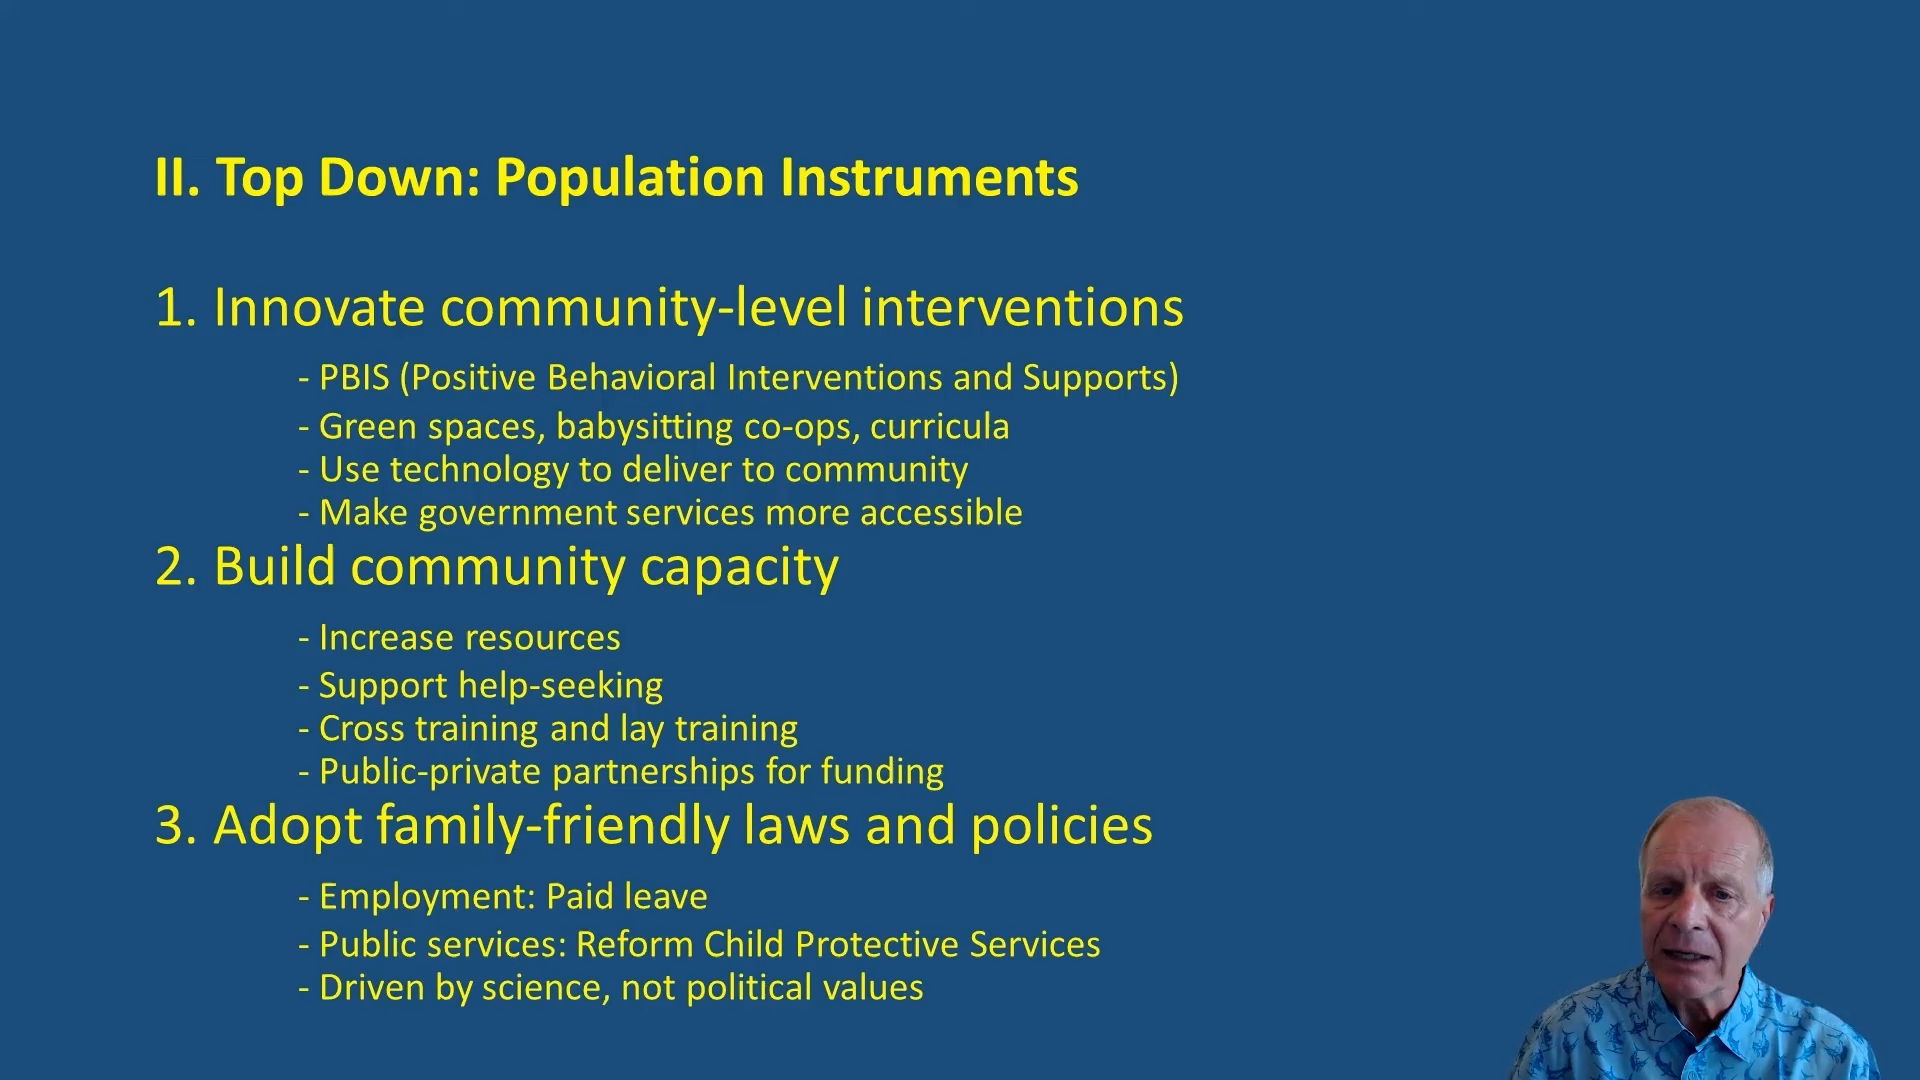 II. Top Down: Population Instruments
1. Innovate community-level interventions
- PBIS (Positive Behavioral Interventions and Supports)
- Green spaces, babysitting co-ops, curricula
- Use technology to deliver to community
- Make government services more accessible
2. Build community capacity
- Increase resources
- Support help-seeking
- Cross training and lay training
- Public-private partnerships for funding
3. Adopt family-friendly laws and policies
- Employment: Paid leave
- Public services: Reform Child Protective Services
- Driven by science, not political values